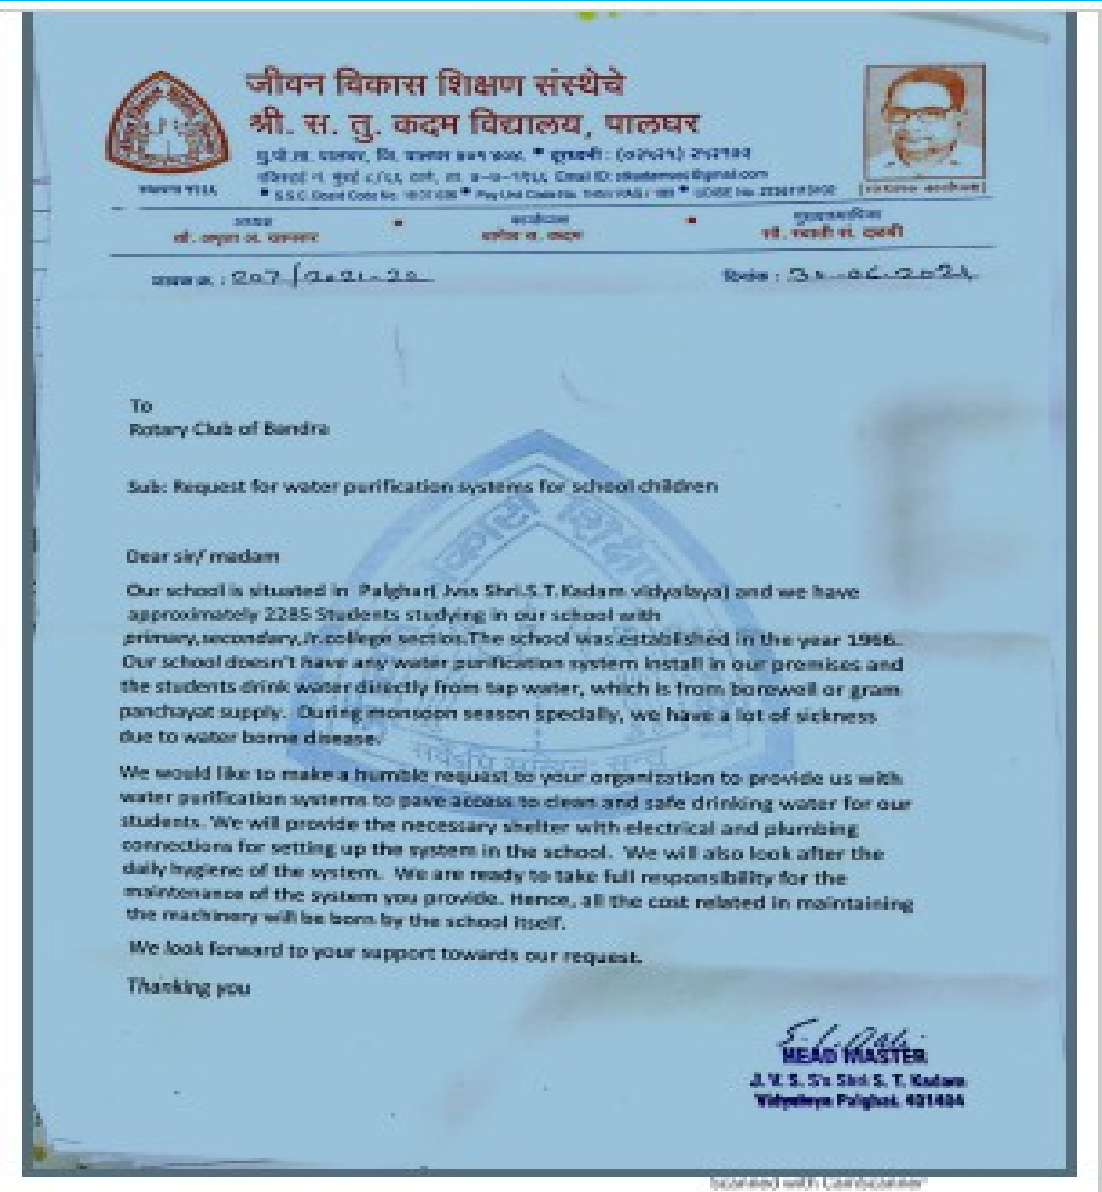 जीवन विकास शिक्षण संस्थेचे
श्री. स. तु. कदम विद्यालय, पालघर
स्थापना १९६६
दिनांक :
To
Rotary Club of Bandra
Sub: Request for water purification systems for school children
Dear sir/ madam
Our school is situated in Palghar( Jvss Shri.S.T.Kadam vidyalaya) and we have
approximately 2285 Students studying in our school with
primary,secondary,Jr.college section.The school was established in the year 1966.
Our school doesn't have any water purification system install in our premises and
the students drink water directly from tap water, which is from borewell or gram
panchayat supply. During monsoon season specially, we have a lot of sickness
due to water borne disease.
We would like to make a humble request to your organization to provide us with
water purification systems to pave access to clean and safe drinking water for our
students. We will provide the necessary shelter with electrical and plumbing
connections for setting up the system in the school. We will also look after the
daily hygiene of the system. We are ready to take full responsibility for the
maintenance of the system you provide. Hence, all the cost related in maintaining
the machinery will be born by the school itself.
We look forward to your support towards our request.
Thanking you
HEAD MASTER
J. V. S. S's Shri S. T. Kadam
Vidyalaya Palghar. 401404
Scanned with CamScanner